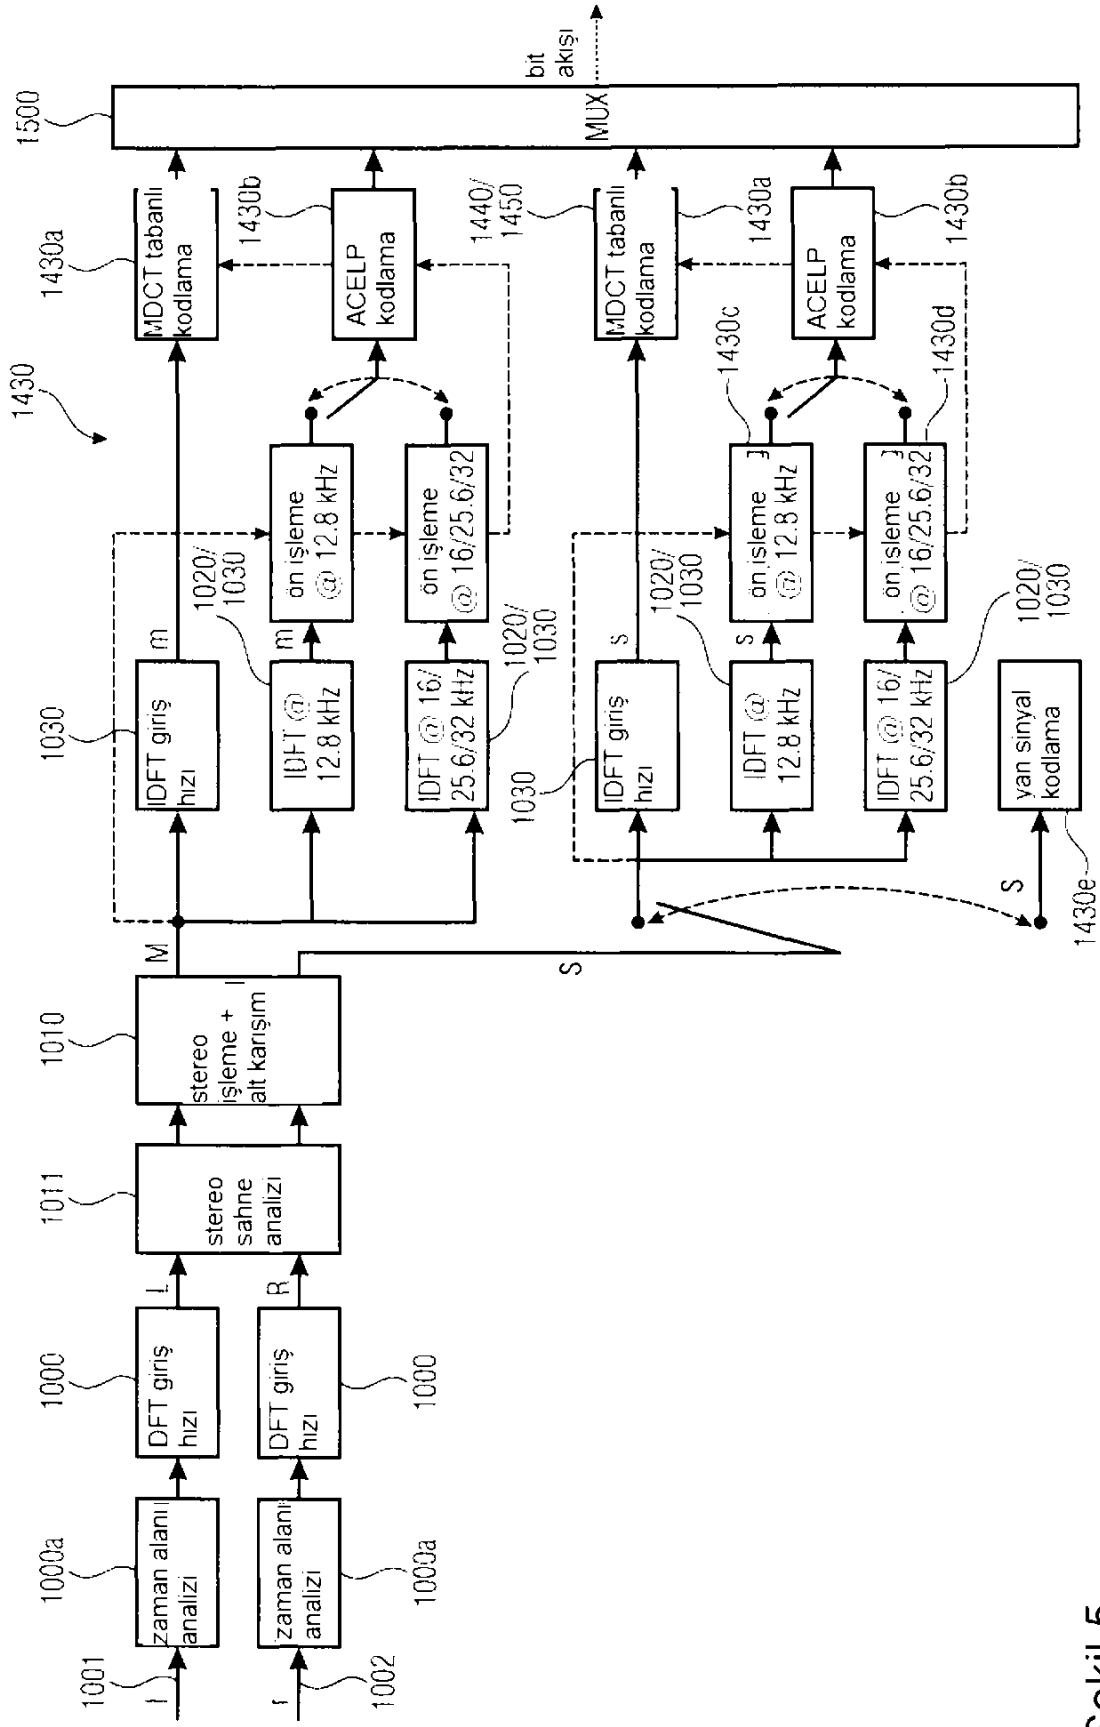 1001
l
1000a
zaman alanı
analizi
1000
DFT giriş
hızı
L
1002
r
1000a
zaman alanı
analizi
1000
DFT giriş
hızı
R
1011
stereo
sahne
analizi
1010
stereo
işleme +
alt karışım
M
S
1430
1030
IDFT giriş
hızı
m
1430a
MDCT tabanlı
kodlama
IDFT @
12.8 kHz
m
1020/
1030
ön işleme
@ 12.8 kHz
IDFT @ 16/
25.6/32 kHz
1020/
1030
ön işleme
@ 16/25.6/32
ACELP
kodlama
1430b
1500
MUX
bit
akışı
1030
IDFT giriş
hızı
s
1440/
1450
MDCT tabanlı
kodlama
1430a
IDFT @
12.8 kHz
s
1020/
1030
ön işleme
@ 12.8 kHz
1430c
IDFT @ 16/
25.6/32 kHz
1020/
1030
ön işleme
@ 16/25.6/32
1430d
ACELP
kodlama
1430b
S
yan sinyal
kodlama
1430e
Şekil 5